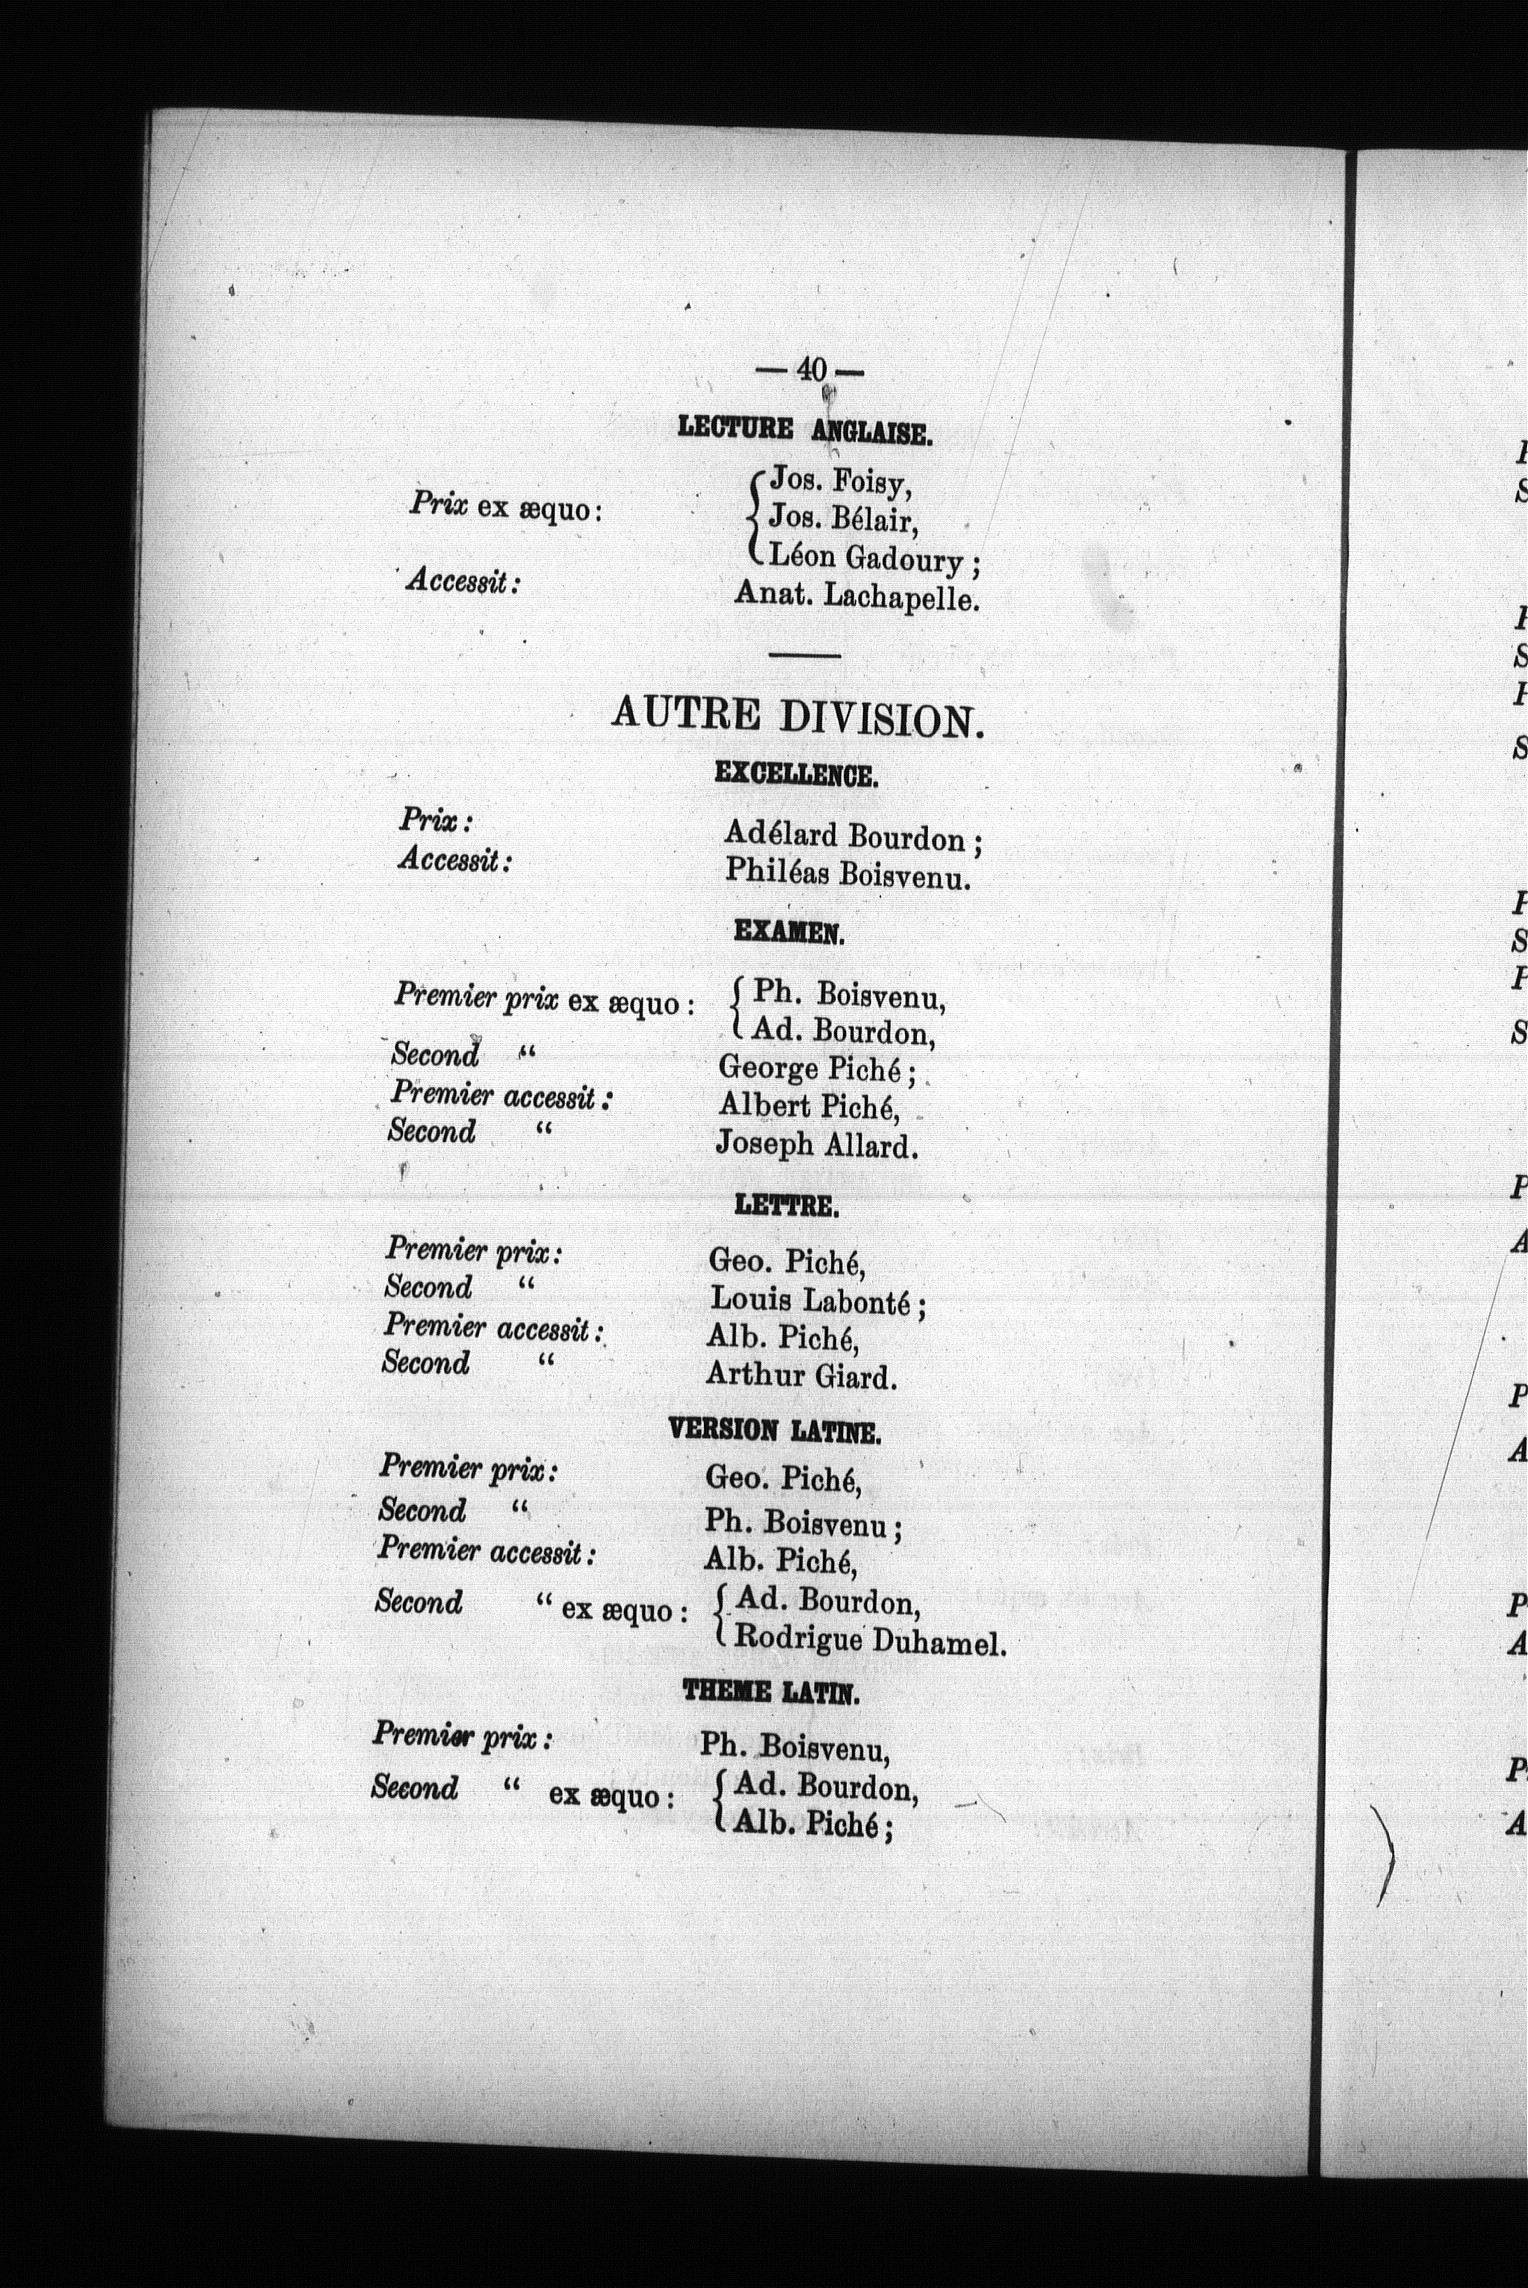 — 40 —
LECTURE ANGLAISE.
Prix ex æquo: { Jos. Foisy,
Jos. Bélair,
Léon Gadoury ;
Accessit: Anat. Lachapelle.
AUTRE DIVISION.
EXCELLENCE.
Prix: Adélard Bourdon ;
Accessit: Philéas Boisvenu.
EXAMEN.
Premier prix ex æquo: { Ph. Boisvenu,
Ad. Bourdon,
Second “ George Piché ;
Premier accessit: Albert Piché,
Second “ Joseph Allard.
LETTRE.
Premier prix: Geo. Piché,
Second “ Louis Labonté ;
Premier accessit: Alb. Piché,
Second “ Arthur Giard.
VERSION LATINE.
Premier prix: Geo. Piché,
Second “ Ph. Boisvenu ;
Premier accessit: Alb. Piché,
Second “ ex æquo: { Ad. Bourdon,
Rodrigue Duhamel.
THEME LATIN.
Premier prix: Ph. Boisvenu,
Second “ ex æquo: { Ad. Bourdon,
Alb. Piché ;